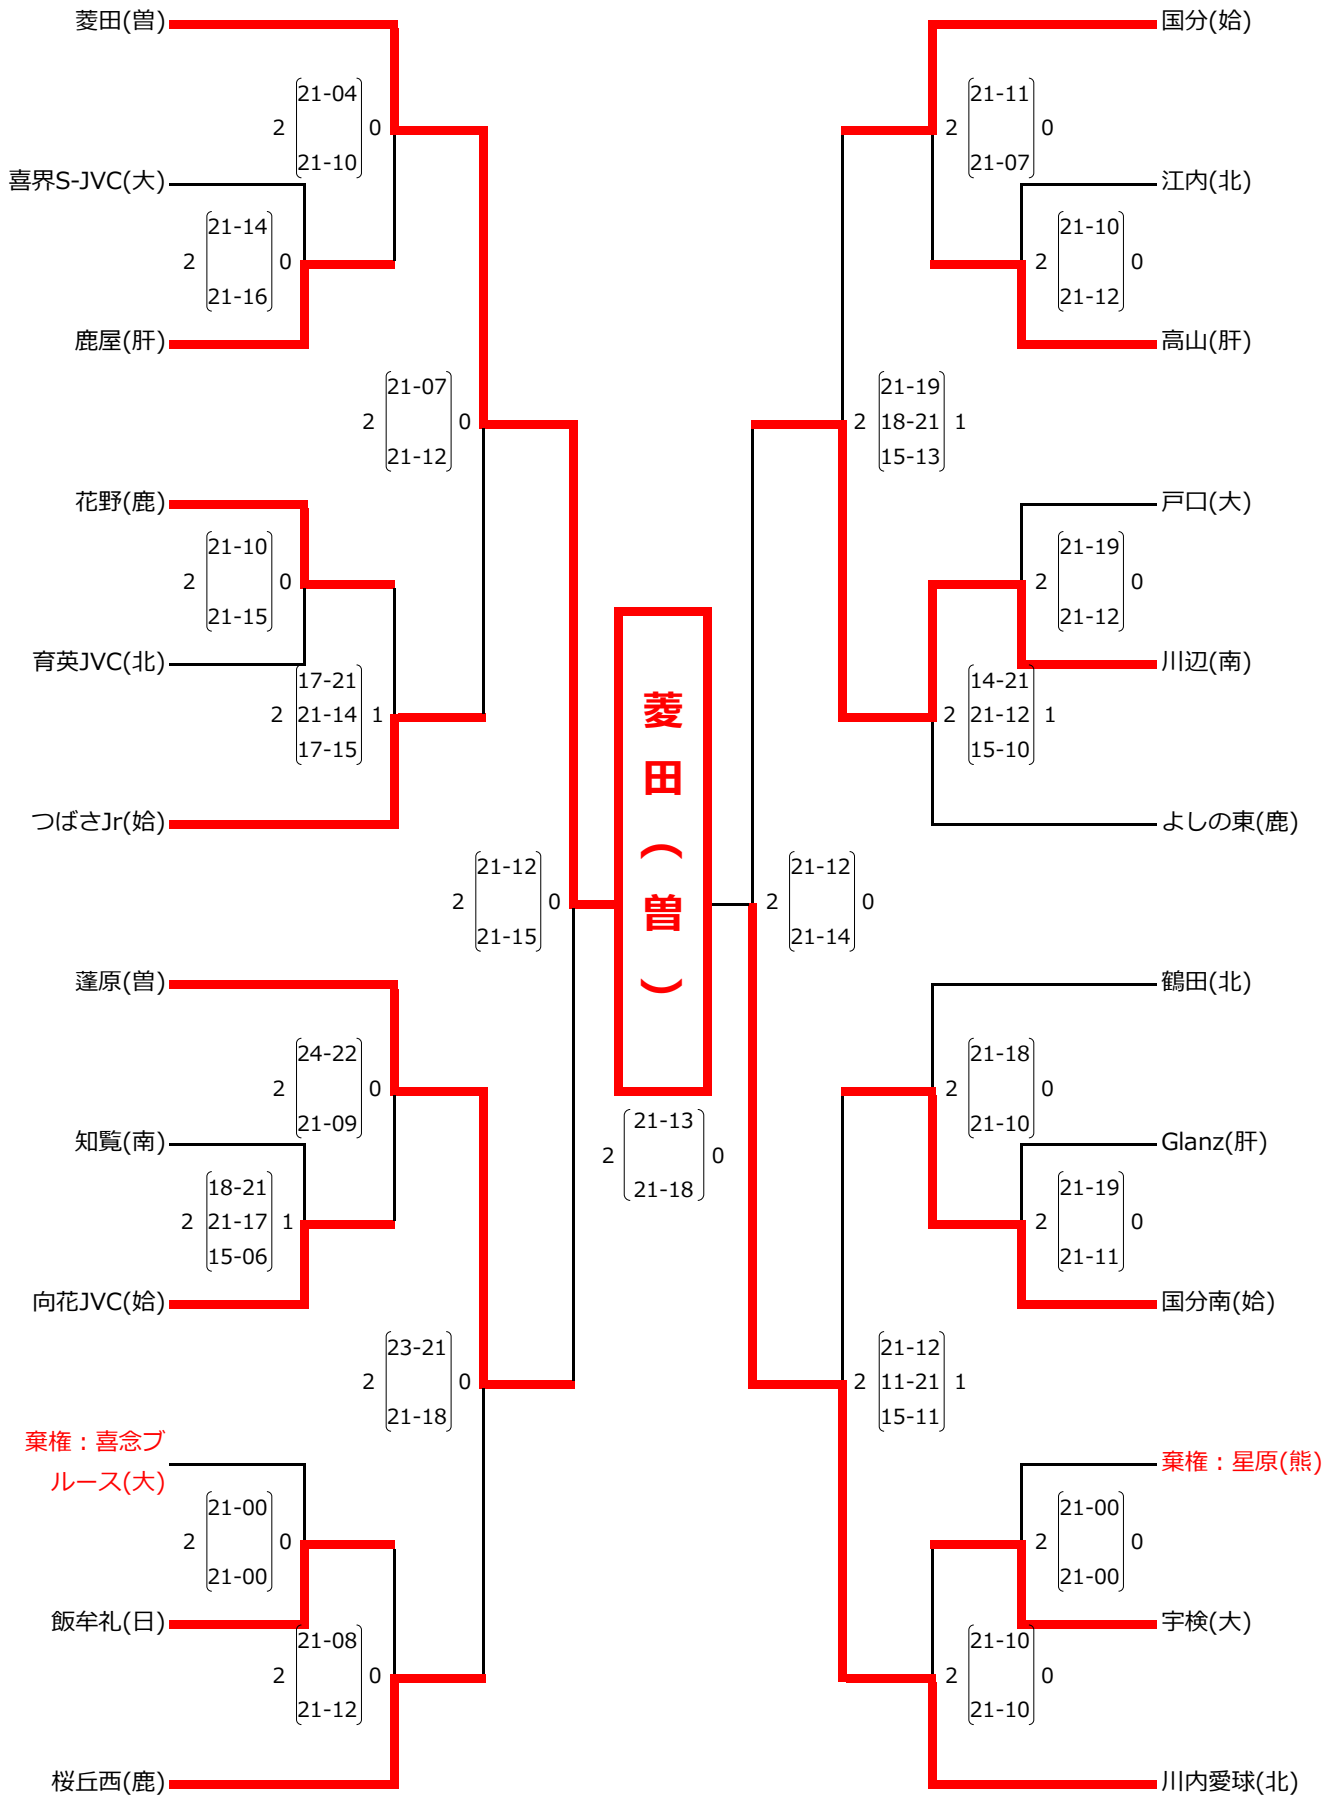 菱田(曽)
21-04
2 0
21-10
喜界S-JVC(大)
21-14
2 0
21-16
鹿屋(肝)
21-07
2 0
21-12
花野(鹿)
21-10
2 0
21-15
育英JVC(北)
17-21
2 21-14 1
17-15
つばさJr(姶)
21-12
2 0
21-15
蓬原(曽)
24-22
2 0
21-09
知覧(南)
18-21
2 21-17 1
15-06
向花JVC(姶)
23-21
2 0
21-18
棄権：喜念ブ
ルース(大)
21-00
2 0
21-00
飯牟礼(日)
21-08
2 0
21-12
桜丘西(鹿)
菱田(曽)
21-13
2 0
21-18
国分(姶)
21-11
2 0
21-07
江内(北)
21-10
2 0
21-12
高山(肝)
21-19
2 18-21 1
15-13
戸口(大)
21-19
2 0
21-12
川辺(南)
14-21
2 21-12 1
15-10
よしの東(鹿)
21-12
2 0
21-14
鶴田(北)
21-18
2 0
21-10
Glanz(肝)
21-19
2 0
21-11
国分南(姶)
21-12
2 11-21 1
15-11
棄権：星原(熊)
21-00
2 0
21-00
宇検(大)
21-10
2 0
21-10
川内愛球(北)